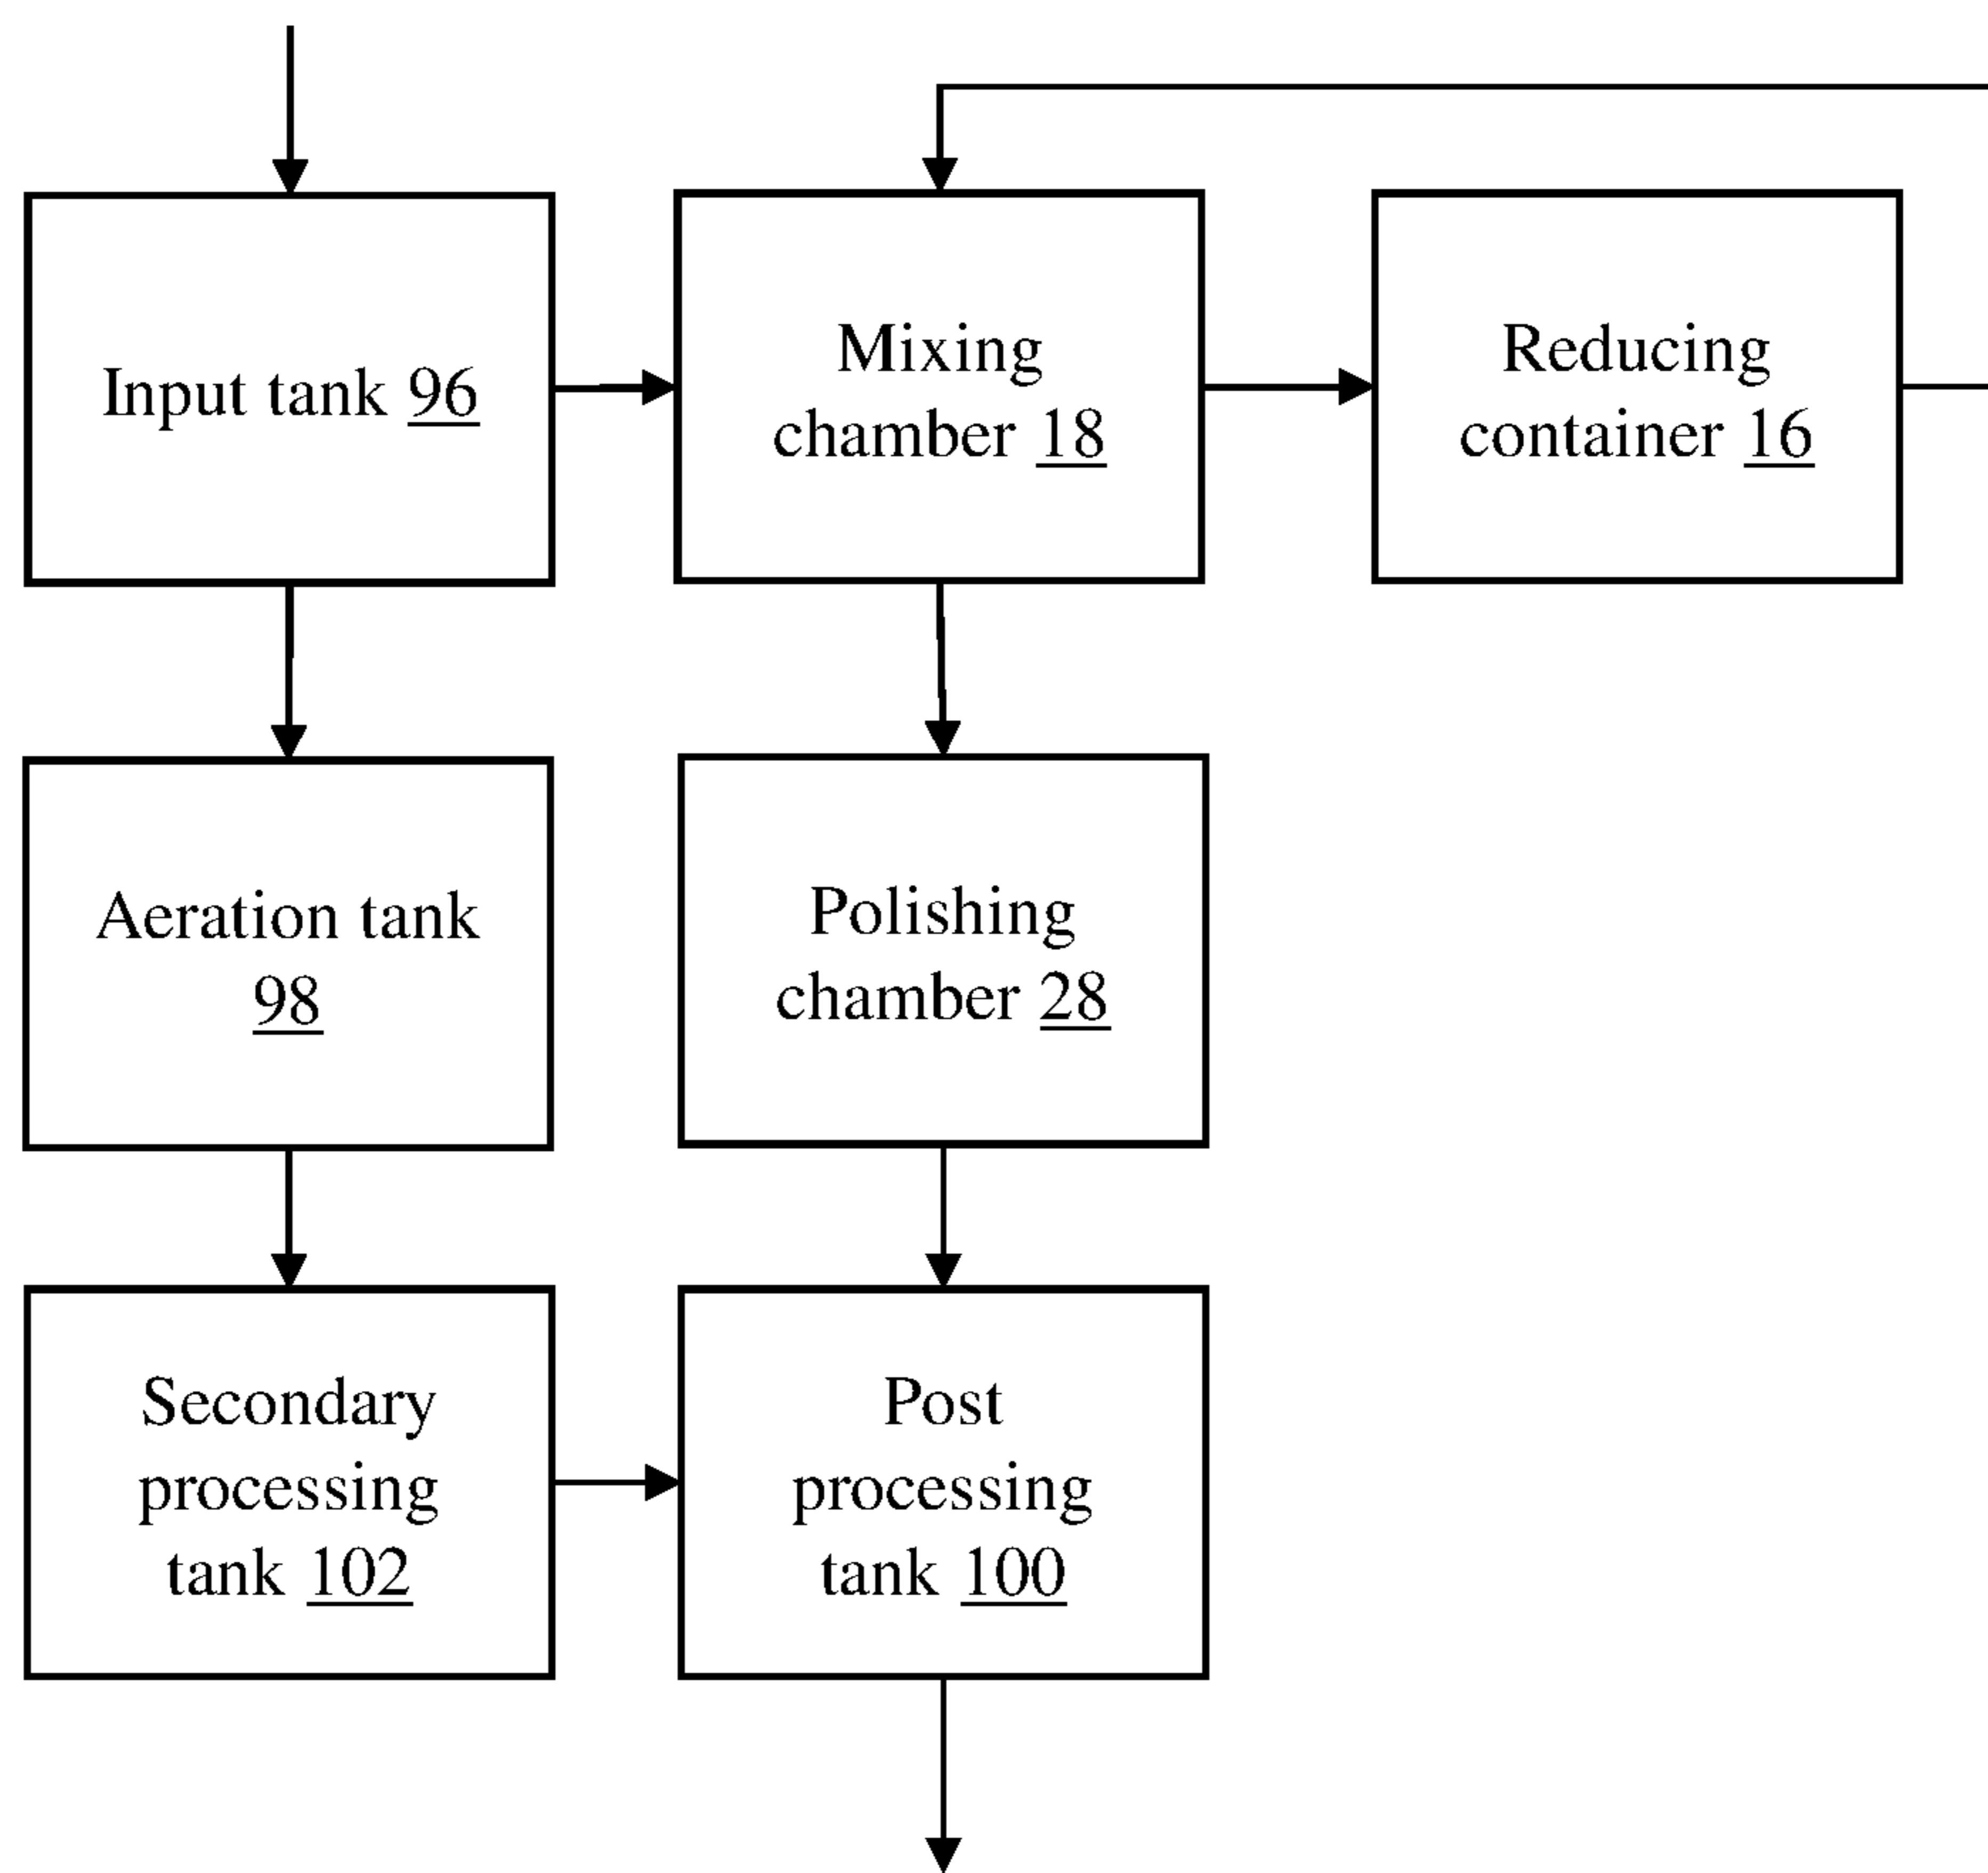 Input tank 96
Mixing
chamber 18
Reducing
container 16
Aeration tank
98
Polishing
chamber 28
Secondary
processing
tank 102
Post
processing
tank 100